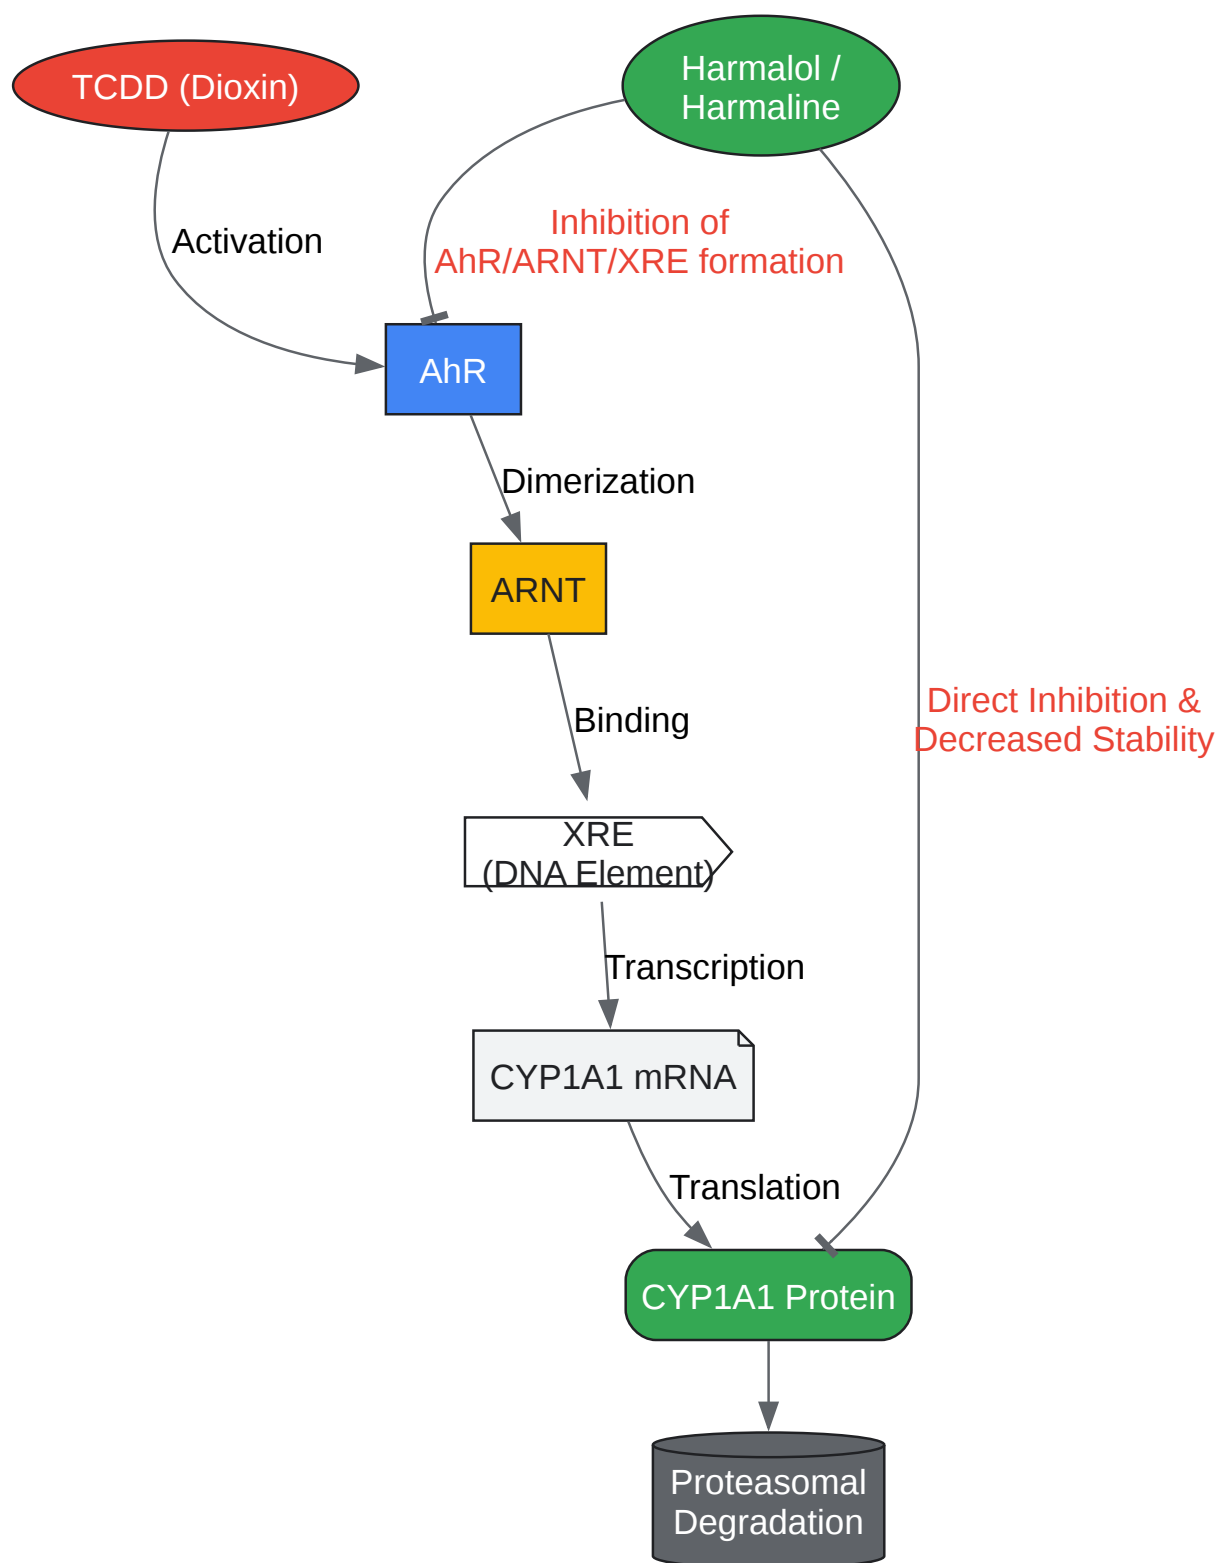 TCDD (Dioxin)
Harmalol /
Harmaline
Activation
Inhibition of
AhR/ARNT/XRE formation
AhR
Dimerization
ARNT
Binding
Direct Inhibition &
Decreased Stability
XRE
(DNA Element)
Transcription
CYP1A1 mRNA
Translation
CYP1A1 Protein
Proteasomal
Degradation